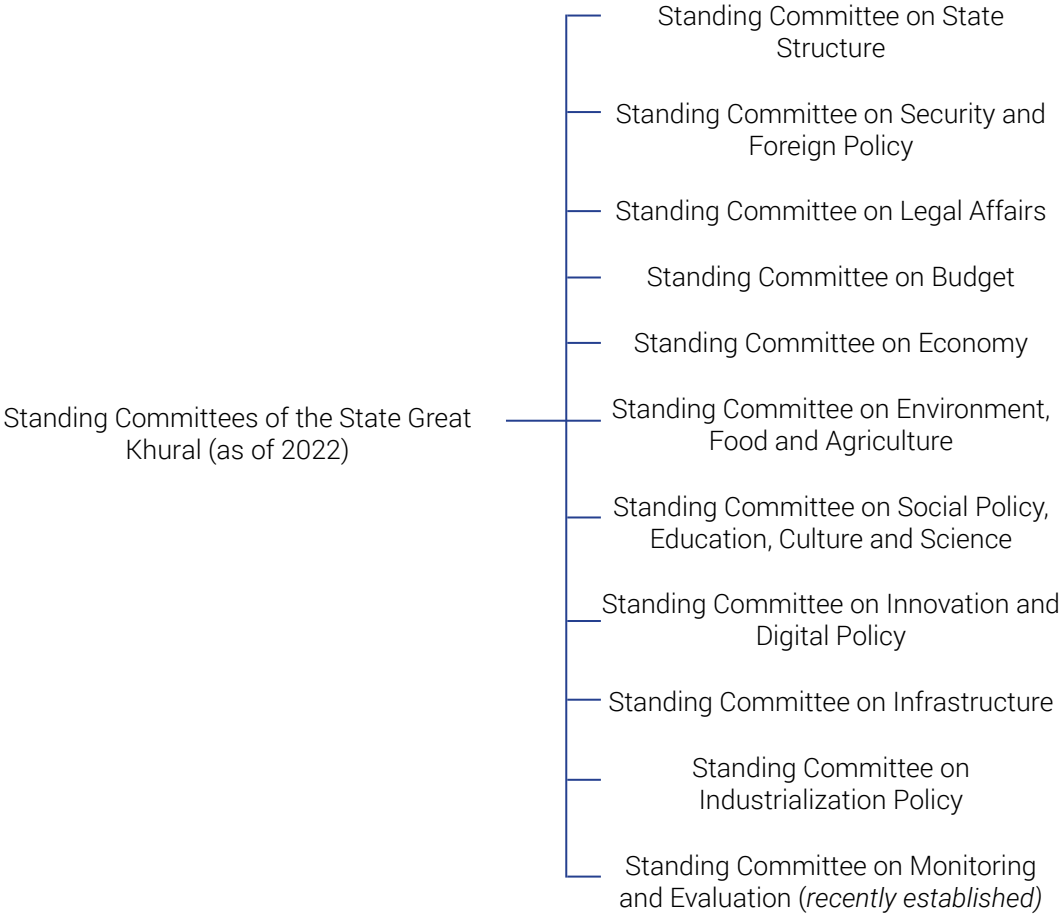 Standing Committees of the State Great
Khural (as of 2022)
Standing Committee on State
Structure
Standing Committee on Security and
Foreign Policy
Standing Committee on Legal Affairs
Standing Committee on Budget
Standing Committee on Economy
Standing Committee on Environment,
Food and Agriculture
Standing Committee on Social Policy,
Education, Culture and Science
Standing Committee on Innovation and
Digital Policy
Standing Committee on Infrastructure
Standing Committee on
Industrialization Policy
Standing Committee on Monitoring
and Evaluation (recently established)